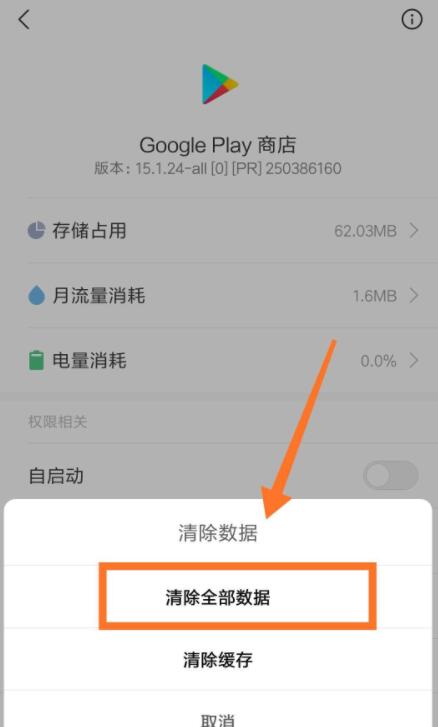 Google Play 商店
版本：15.1.24-all [0] [PR] 250386160
存储占用 62.03MB
月流量消耗 1.6MB
电量消耗 0.0%
权限相关
自启动
清除数据
清除全部数据
清除缓存
取消